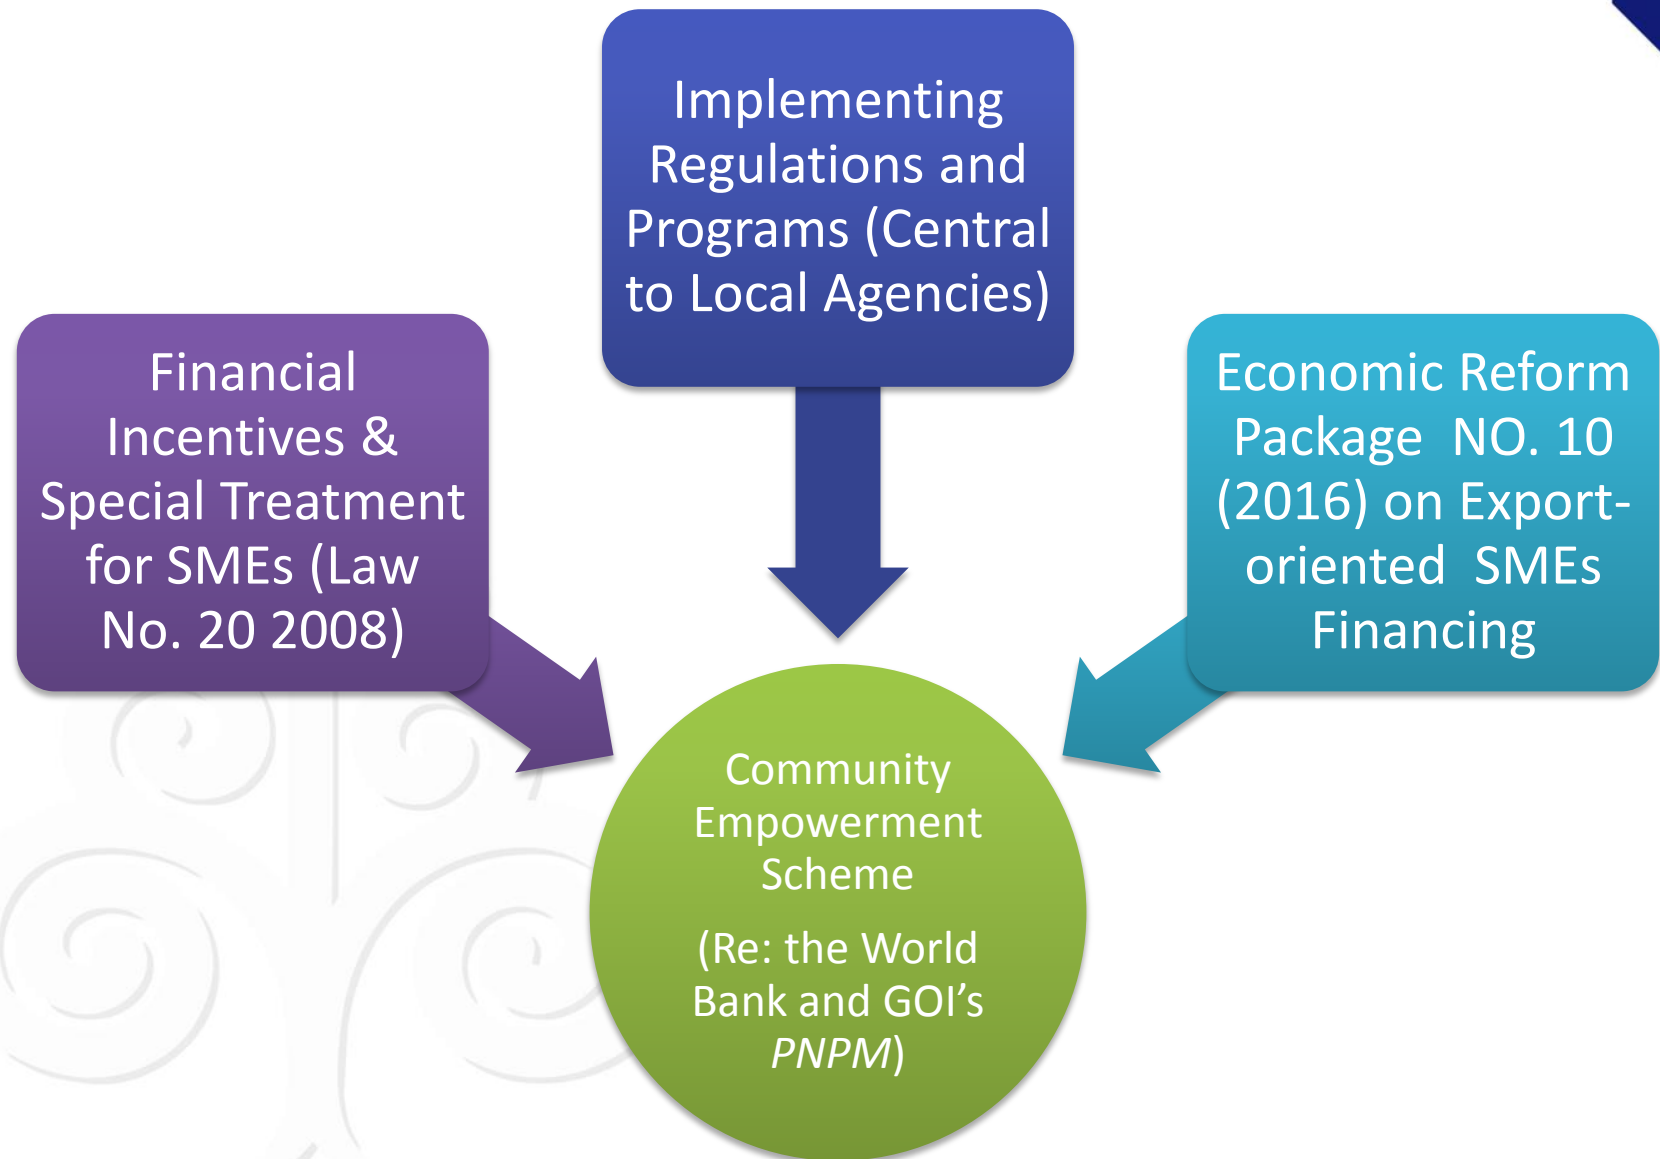 Implementing
Regulations and
Programs (Central
to Local Agencies)
Financial
Incentives &
Special Treatment
for SMEs (Law
No. 20 2008)
Economic Reform
Package  NO. 10
(2016) on Export-
oriented  SMEs
Financing
Community
Empowerment
Scheme
(Re: the World
Bank and GOI’s
PNPM)